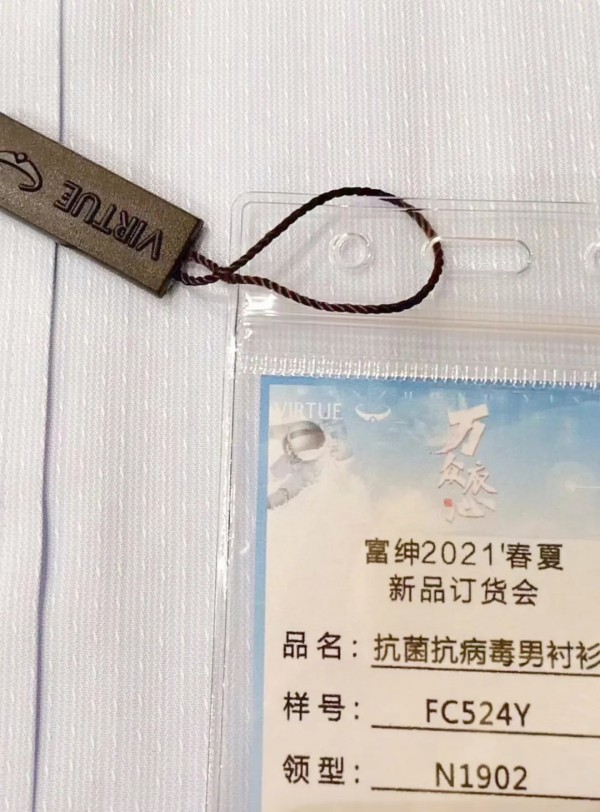 VIRTUE
VIRTUE
万众衣心
富绅2021'春夏
新品订货会
品名：抗菌抗病毒男衬衫
样号：FC524Y
领型：N1902